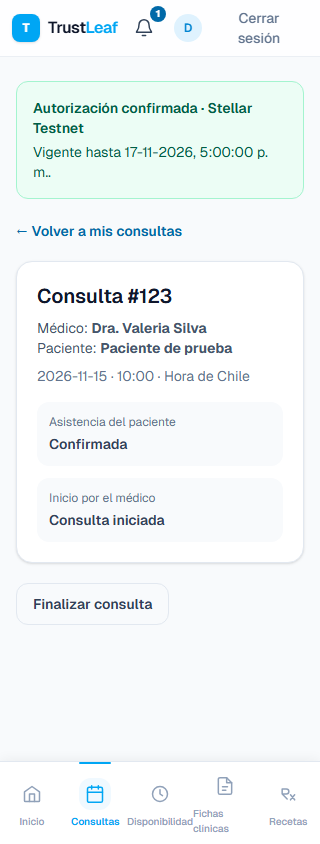 T TrustLeaf 1 D Cerrar
sesión
Autorización confirmada · Stellar
Testnet
Vigente hasta 17-11-2026, 5:00:00 p.
m..
← Volver a mis consultas
Consulta #123
Médico: Dra. Valeria Silva
Paciente: Paciente de prueba
2026-11-15 · 10:00 · Hora de Chile
Asistencia del paciente
Confirmada
Inicio por el médico
Consulta iniciada
Finalizar consulta
Inicio
Consultas
Disponibilidad
Fichas
clínicas
Recetas